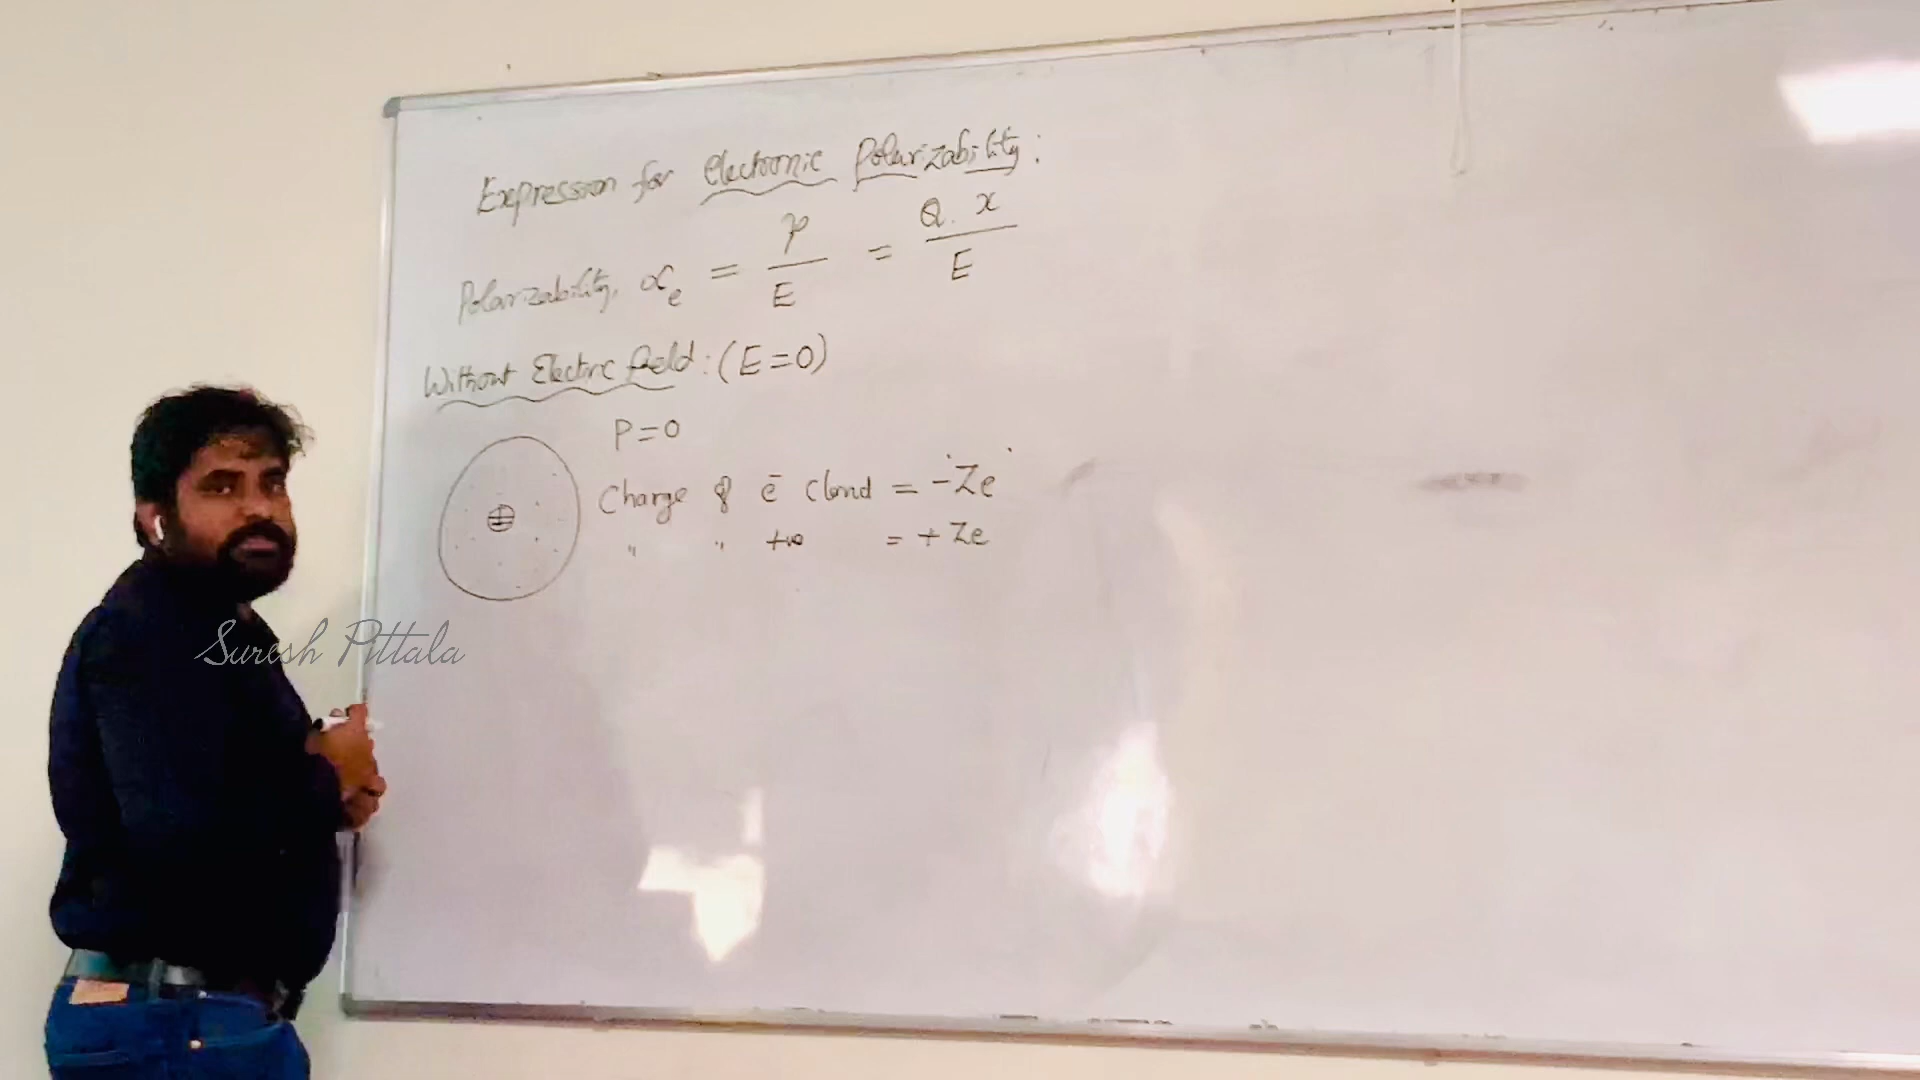 Expression for electronic Polarizability:
Polarizability, αe = p/E = Q. x/E
Without Electric field: (E=0)
P=0
Charge of ē cloud = -Ze
" " +ve = + Ze
Suresh Pittala